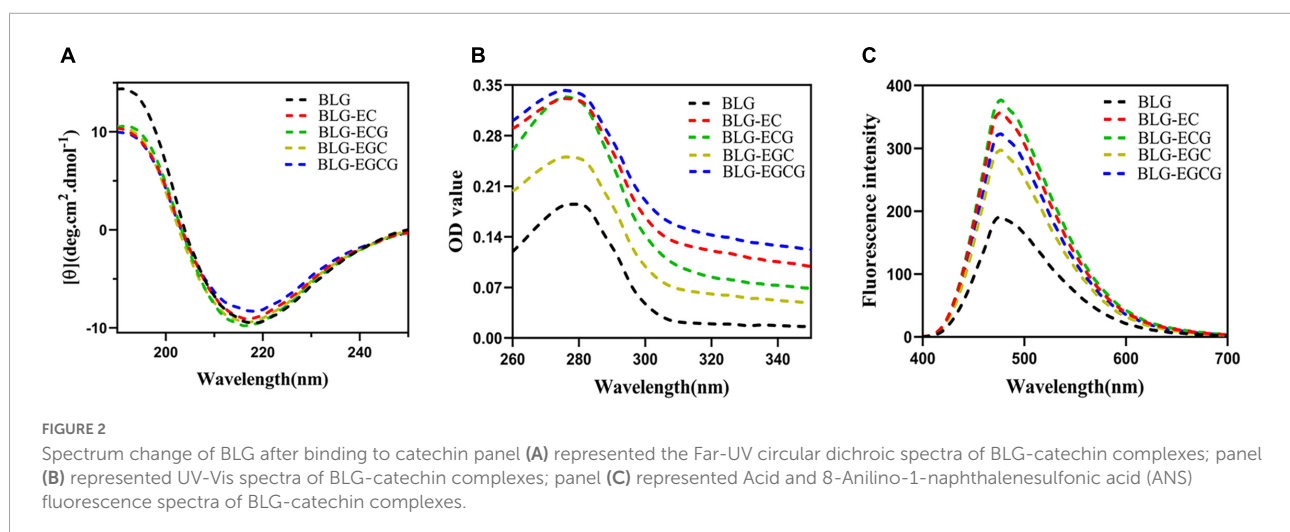 A
[θ](deg.cm².dmol⁻¹)
10
0
-10
200
220
240
Wavelength(nm)
BLG
BLG-EC
BLG-ECG
BLG-EGC
BLG-EGCG
B
OD value
0.35
0.28
0.21
0.14
0.07
0.00
260
280
300
320
340
Wavelength(nm)
BLG
BLG-EC
BLG-ECG
BLG-EGC
BLG-EGCG
C
Fluorescence intensity
400
300
200
100
0
400
500
600
700
Wavelength(nm)
BLG
BLG-EC
BLG-ECG
BLG-EGC
BLG-EGCG
FIGURE 2
Spectrum change of BLG after binding to catechin panel (A) represented the Far-UV circular dichroic spectra of BLG-catechin complexes; panel
(B) represented UV-Vis spectra of BLG-catechin complexes; panel (C) represented Acid and 8-Anilino-1-naphthalenesulfonic acid (ANS)
fluorescence spectra of BLG-catechin complexes.